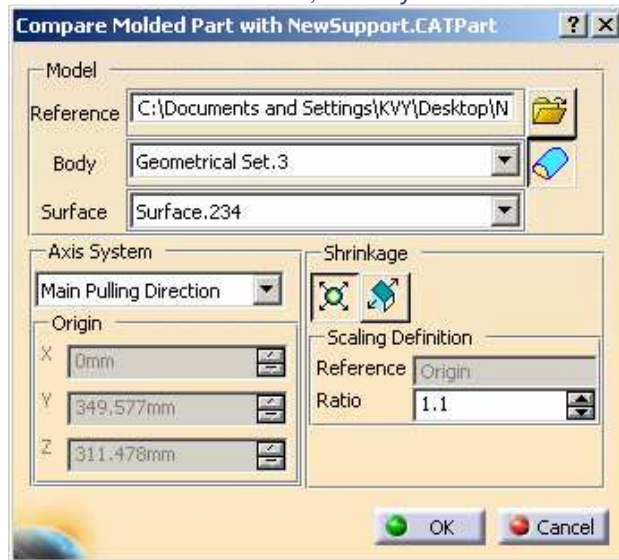 Compare Molded Part with NewSupport.CATPart
Model
Reference C:\Documents and Settings\KVY\Desktop\N
Body Geometrical Set.3
Surface Surface.234
Axis System
Main Pulling Direction
Origin
X 0mm
Y 349.577mm
Z 311.478mm
Shrinkage
Scaling Definition
Reference Origin
Ratio 1.1
OK Cancel